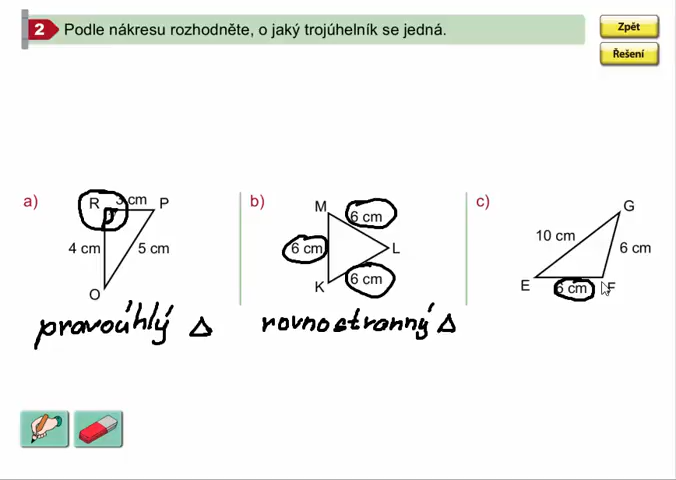 2 Podle nákresu rozhodněte, o jaký trojúhelník se jedná.
Zpět
Řešení
a)
R 3 cm P
4 cm 5 cm
O
pravoúhlý Δ
b)
M 6 cm
6 cm L
K 6 cm
rovnostranný Δ
c)
G
10 cm 6 cm
E 6 cm F